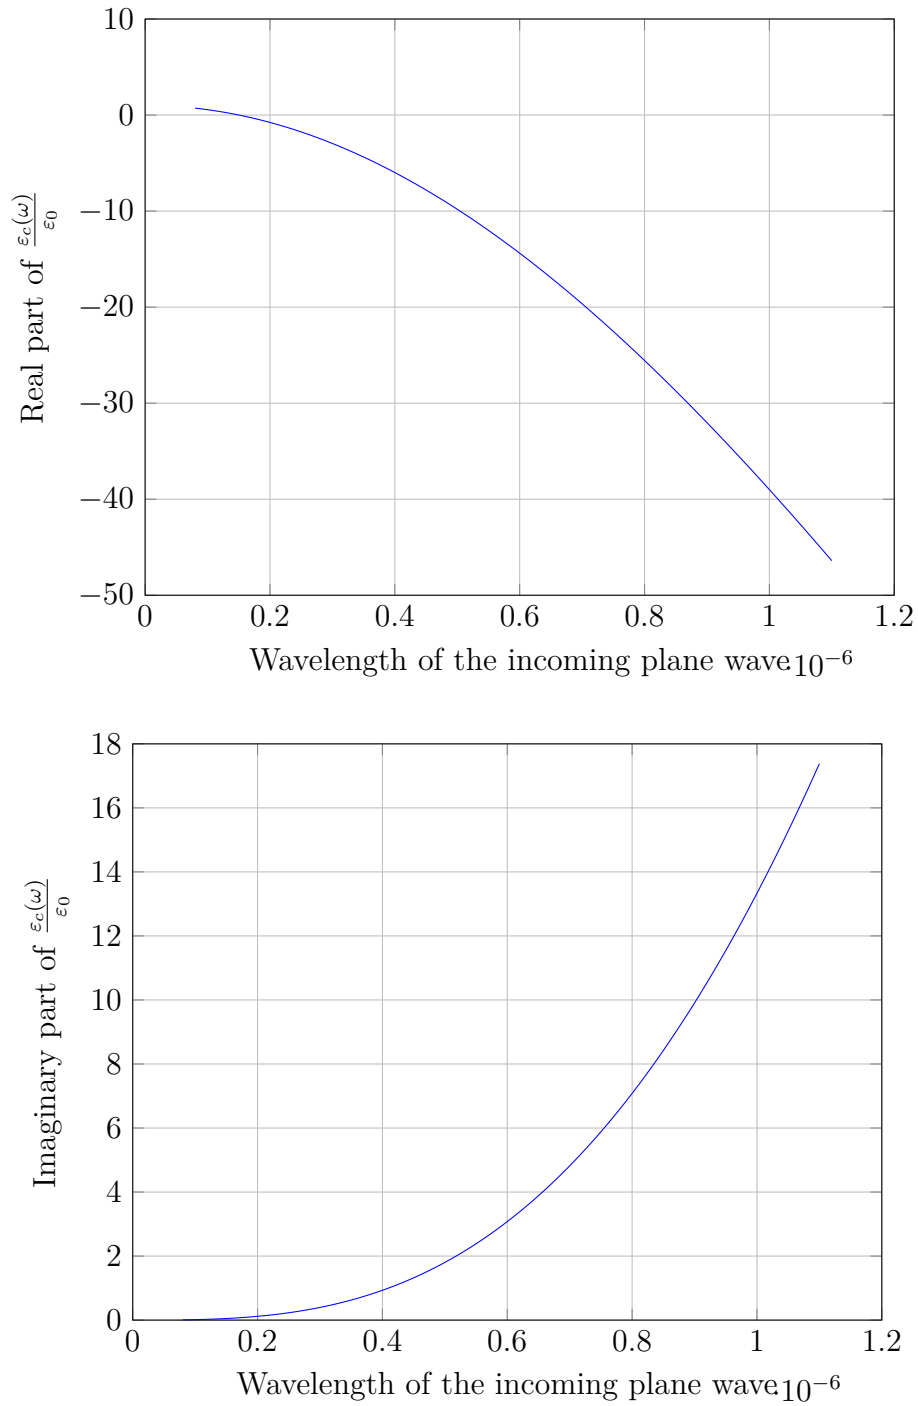 10
0
−10
−20
−30
−40
−50
0 0.2 0.4 0.6 0.8 1 1.2
Wavelength of the incoming plane wave ·10⁻⁶
Real part of ε_c(ω)/ε₀
18
16
14
12
10
8
6
4
2
0
0 0.2 0.4 0.6 0.8 1 1.2
Wavelength of the incoming plane wave ·10⁻⁶
Imaginary part of ε_c(ω)/ε₀